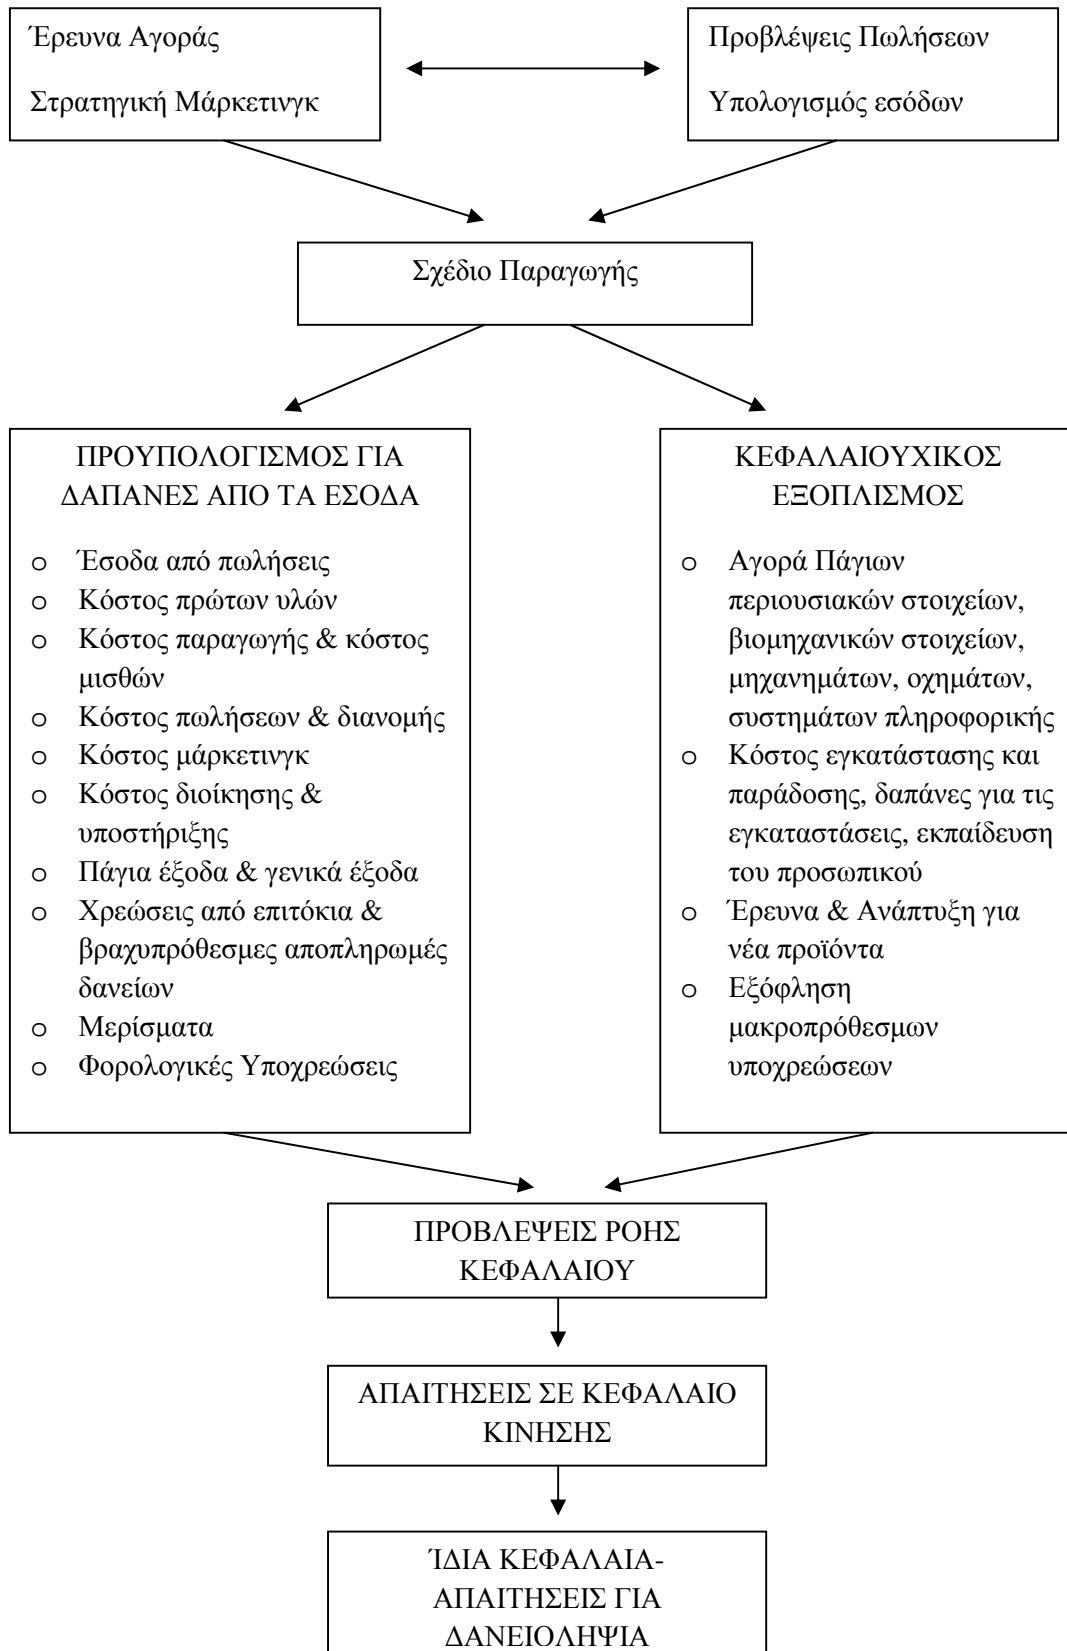 Έρευνα Αγοράς
Στρατηγική Μάρκετινγκ
Προβλέψεις Πωλήσεων
Υπολογισμός εσόδων
Σχέδιο Παραγωγής
ΠΡΟΥΠΟΛΟΓΙΣΜΟΣ ΓΙΑ
ΔΑΠΑΝΕΣ ΑΠΟ ΤΑ ΕΣΟΔΑ
o Έσοδα από πωλήσεις
o Κόστος πρώτων υλών
o Κόστος παραγωγής & κόστος
μισθών
o Κόστος πωλήσεων & διανομής
o Κόστος μάρκετινγκ
o Κόστος διοίκησης &
υποστήριξης
o Πάγια έξοδα & γενικά έξοδα
o Χρεώσεις από επιτόκια &
βραχυπρόθεσμες αποπληρωμές
δανείων
o Μερίσματα
o Φορολογικές Υποχρεώσεις
ΚΕΦΑΛΑΙΟΥΧΙΚΟΣ
ΕΞΟΠΛΙΣΜΟΣ
o Αγορά Πάγιων
περιουσιακών στοιχείων,
βιομηχανικών στοιχείων,
μηχανημάτων, οχημάτων,
συστημάτων πληροφορικής
o Κόστος εγκατάστασης και
παράδοσης, δαπάνες για τις
εγκαταστάσεις, εκπαίδευση
του προσωπικού
o Έρευνα & Ανάπτυξη για
νέα προϊόντα
o Εξόφληση
μακροπρόθεσμων
υποχρεώσεων
ΠΡΟΒΛΕΨΕΙΣ ΡΟΗΣ
ΚΕΦΑΛΑΙΟΥ
ΑΠΑΙΤΗΣΕΙΣ ΣΕ ΚΕΦΑΛΑΙΟ
ΚΙΝΗΣΗΣ
ΊΔΙΑ ΚΕΦΑΛΑΙΑ-
ΑΠΑΙΤΗΣΕΙΣ ΓΙΑ
ΔΑΝΕΙΟΛΗΨΙΑ